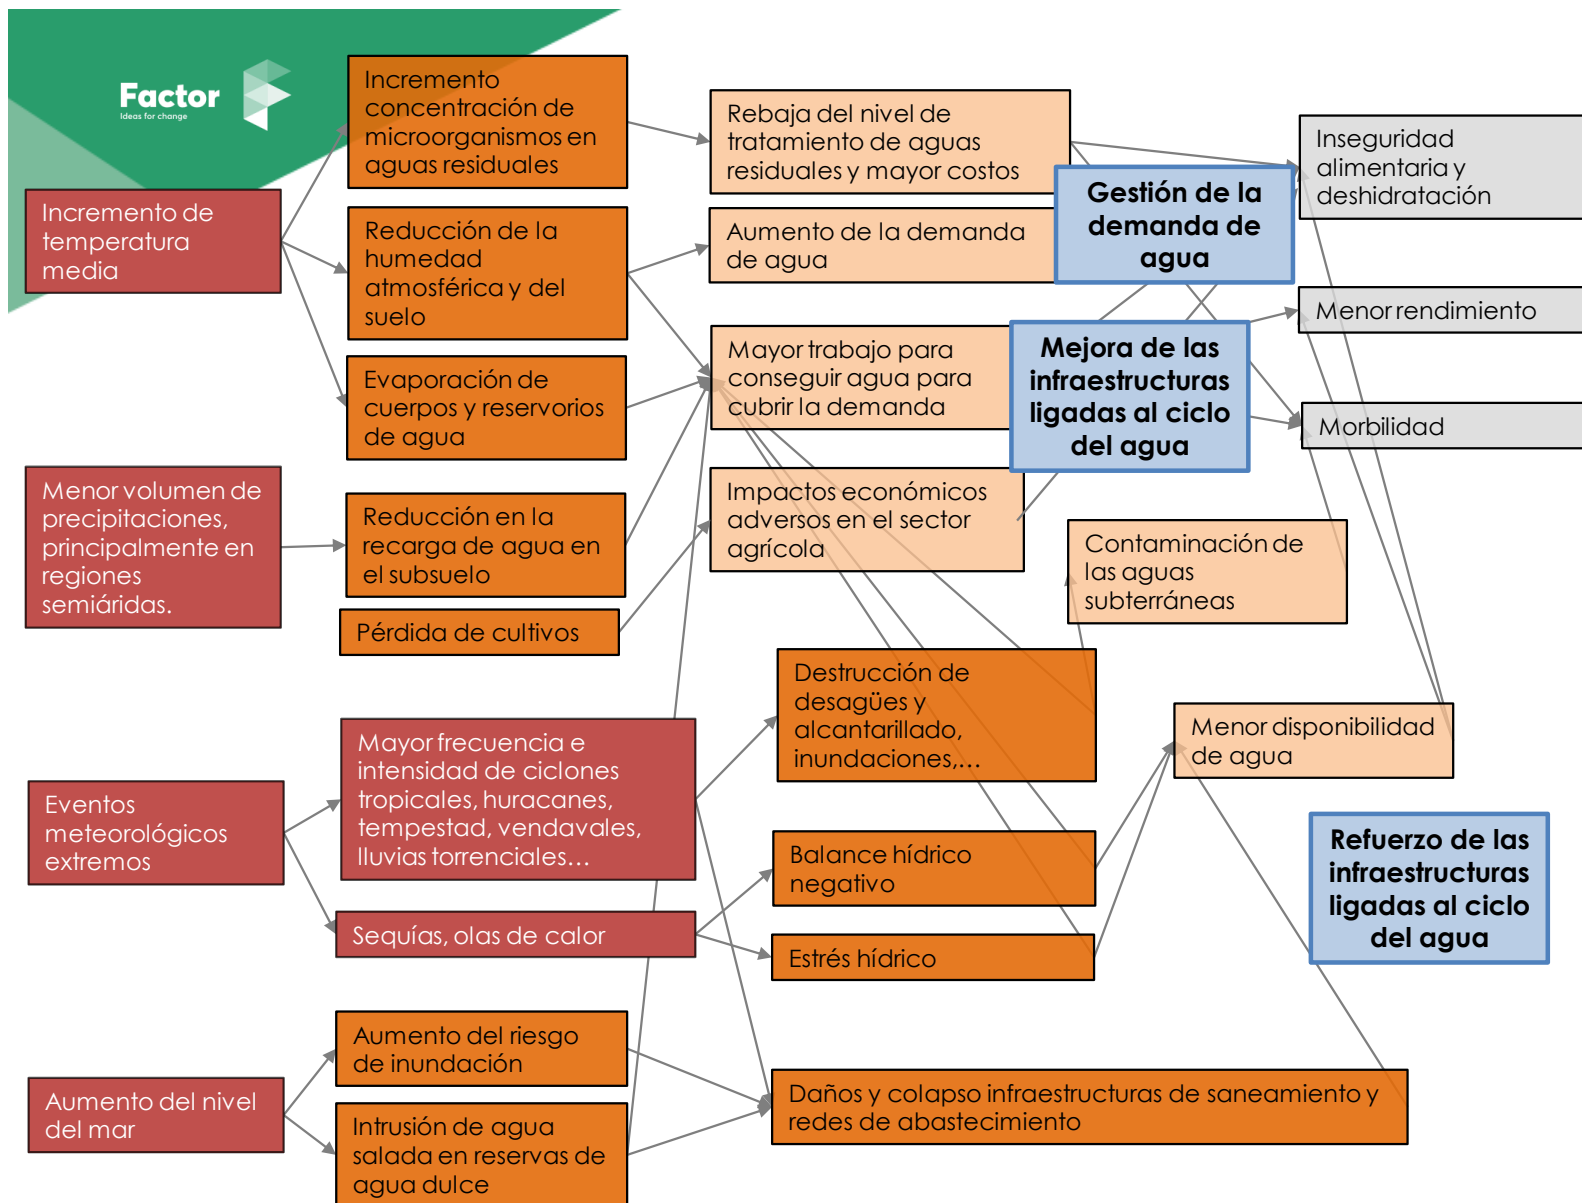 Factor
Ideas for change
Incremento
concentración de
microorganismos en
aguas residuales
Rebaja del nivel de
tratamiento de aguas
residuales y mayor costos
Inseguridad
alimentaria y
deshidratación
Incremento de
temperatura
media
Reducción de la
humedad
atmosférica y del
suelo
Aumento de la demanda
de agua
Gestión de la
demanda de
agua
Menor rendimiento
Evaporación de
cuerpos y reservorios
de agua
Mayor trabajo para
conseguir agua para
cubrir la demanda
Mejora de las
infraestructuras
ligadas al ciclo
del agua
Morbilidad
Menor volumen de
precipitaciones,
principalmente en
regiones
semiáridas.
Reducción en la
recarga de agua en
el subsuelo
Impactos económicos
adversos en el sector
agrícola
Contaminación de
las aguas
subterráneas
Pérdida de cultivos
Destrucción de
desagües y
alcantarillado,
inundaciones,…
Menor disponibilidad
de agua
Eventos
meteorológicos
extremos
Mayor frecuencia e
intensidad de ciclones
tropicales, huracanes,
tempestad, vendavales,
lluvias torrenciales…
Balance hídrico
negativo
Refuerzo de las
infraestructuras
ligadas al ciclo
del agua
Sequías, olas de calor
Estrés hídrico
Aumento del nivel
del mar
Aumento del riesgo
de inundación
Daños y colapso infraestructuras de saneamiento y
redes de abastecimiento
Intrusión de agua
salada en reservas de
agua dulce